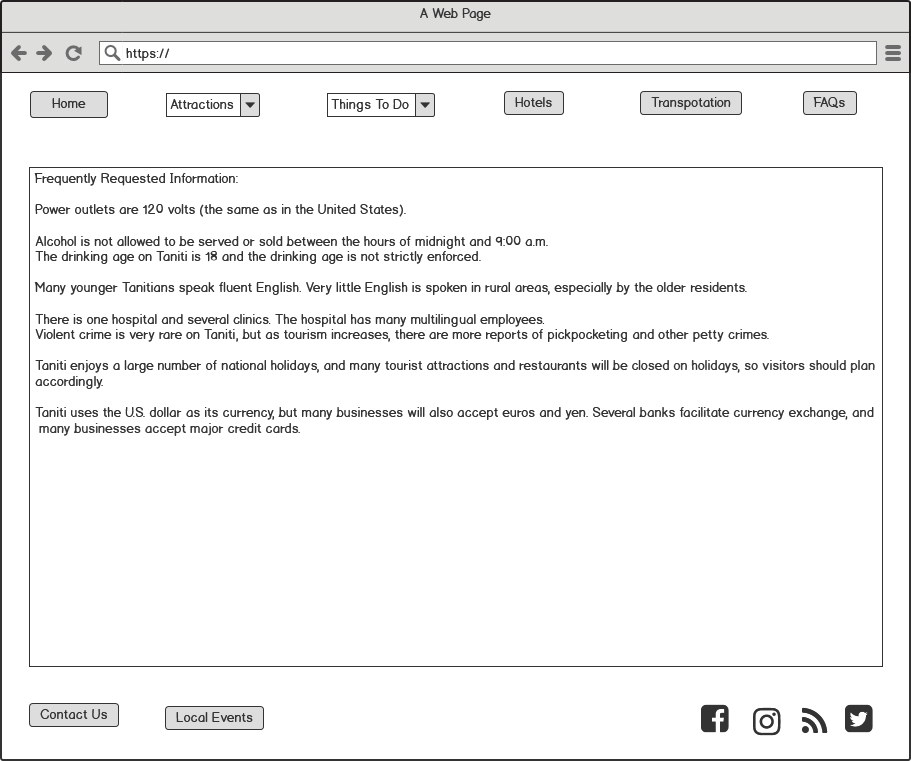 A Web Page
https://
Home
Attractions
Things To Do
Hotels
Transpotation
FAQs
Frequently Requested Information:
Power outlets are 120 volts (the same as in the United States).
Alcohol is not allowed to be served or sold between the hours of midnight and 9:00 a.m.
The drinking age on Taniti is 18 and the drinking age is not strictly enforced.
Many younger Tanitians speak fluent English. Very little English is spoken in rural areas, especially by the older residents.
There is one hospital and several clinics. The hospital has many multilingual employees.
Violent crime is very rare on Taniti, but as tourism increases, there are more reports of pickpocketing and other petty crimes.
Taniti enjoys a large number of national holidays, and many tourist attractions and restaurants will be closed on holidays, so visitors should plan
accordingly.
Taniti uses the U.S. dollar as its currency, but many businesses will also accept euros and yen. Several banks facilitate currency exchange, and
many businesses accept major credit cards.
Contact Us
Local Events